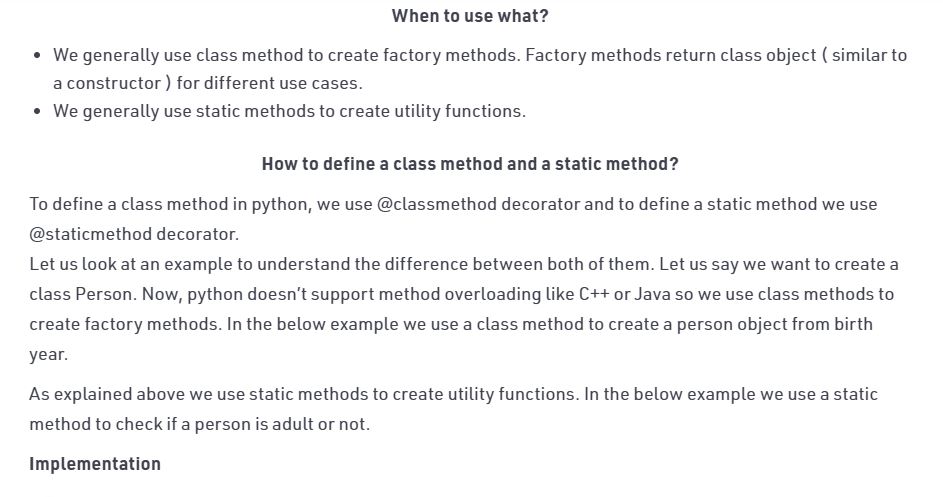 When to use what?
• We generally use class method to create factory methods. Factory methods return class object ( similar to
a constructor ) for different use cases.
• We generally use static methods to create utility functions.
How to define a class method and a static method?
To define a class method in python, we use @classmethod decorator and to define a static method we use
@staticmethod decorator.
Let us look at an example to understand the difference between both of them. Let us say we want to create a
class Person. Now, python doesn’t support method overloading like C++ or Java so we use class methods to
create factory methods. In the below example we use a class method to create a person object from birth
year.
As explained above we use static methods to create utility functions. In the below example we use a static
method to check if a person is adult or not.
Implementation